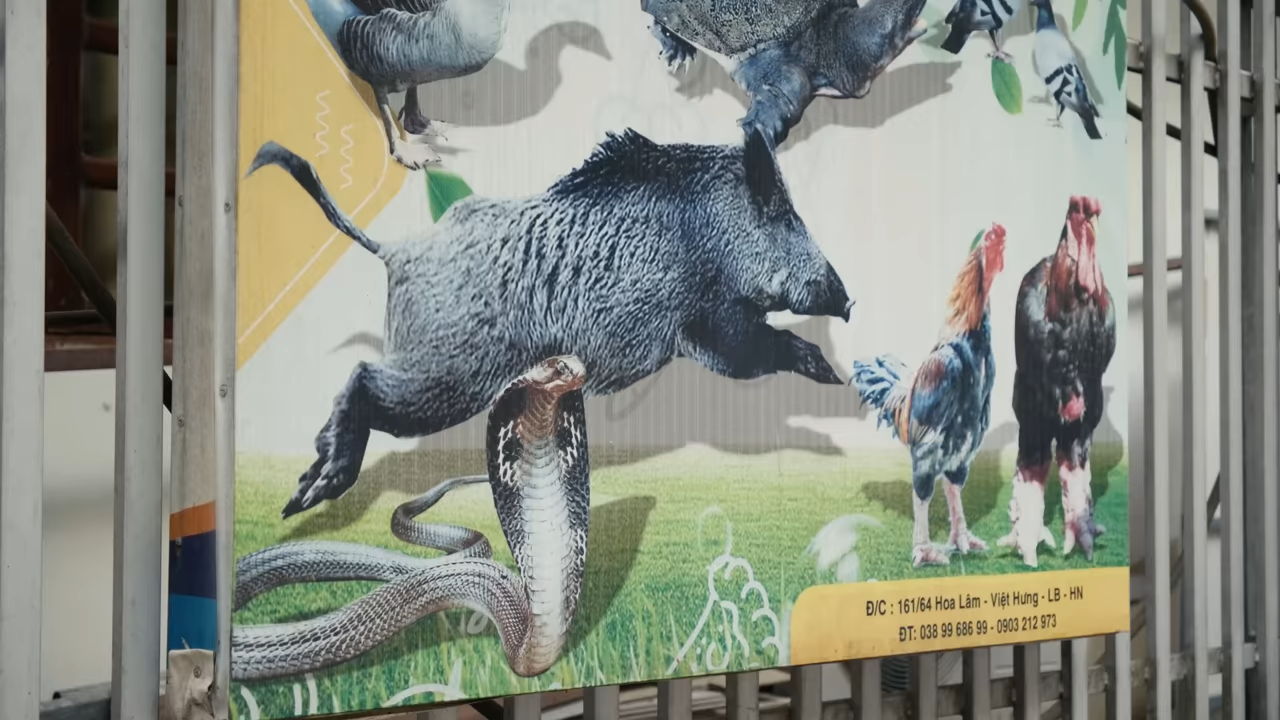 Đ/C : 161/64 Hoa Lâm - Việt Hưng - LB - HN
ĐT: 038 99 686 99 - 0903 212 973